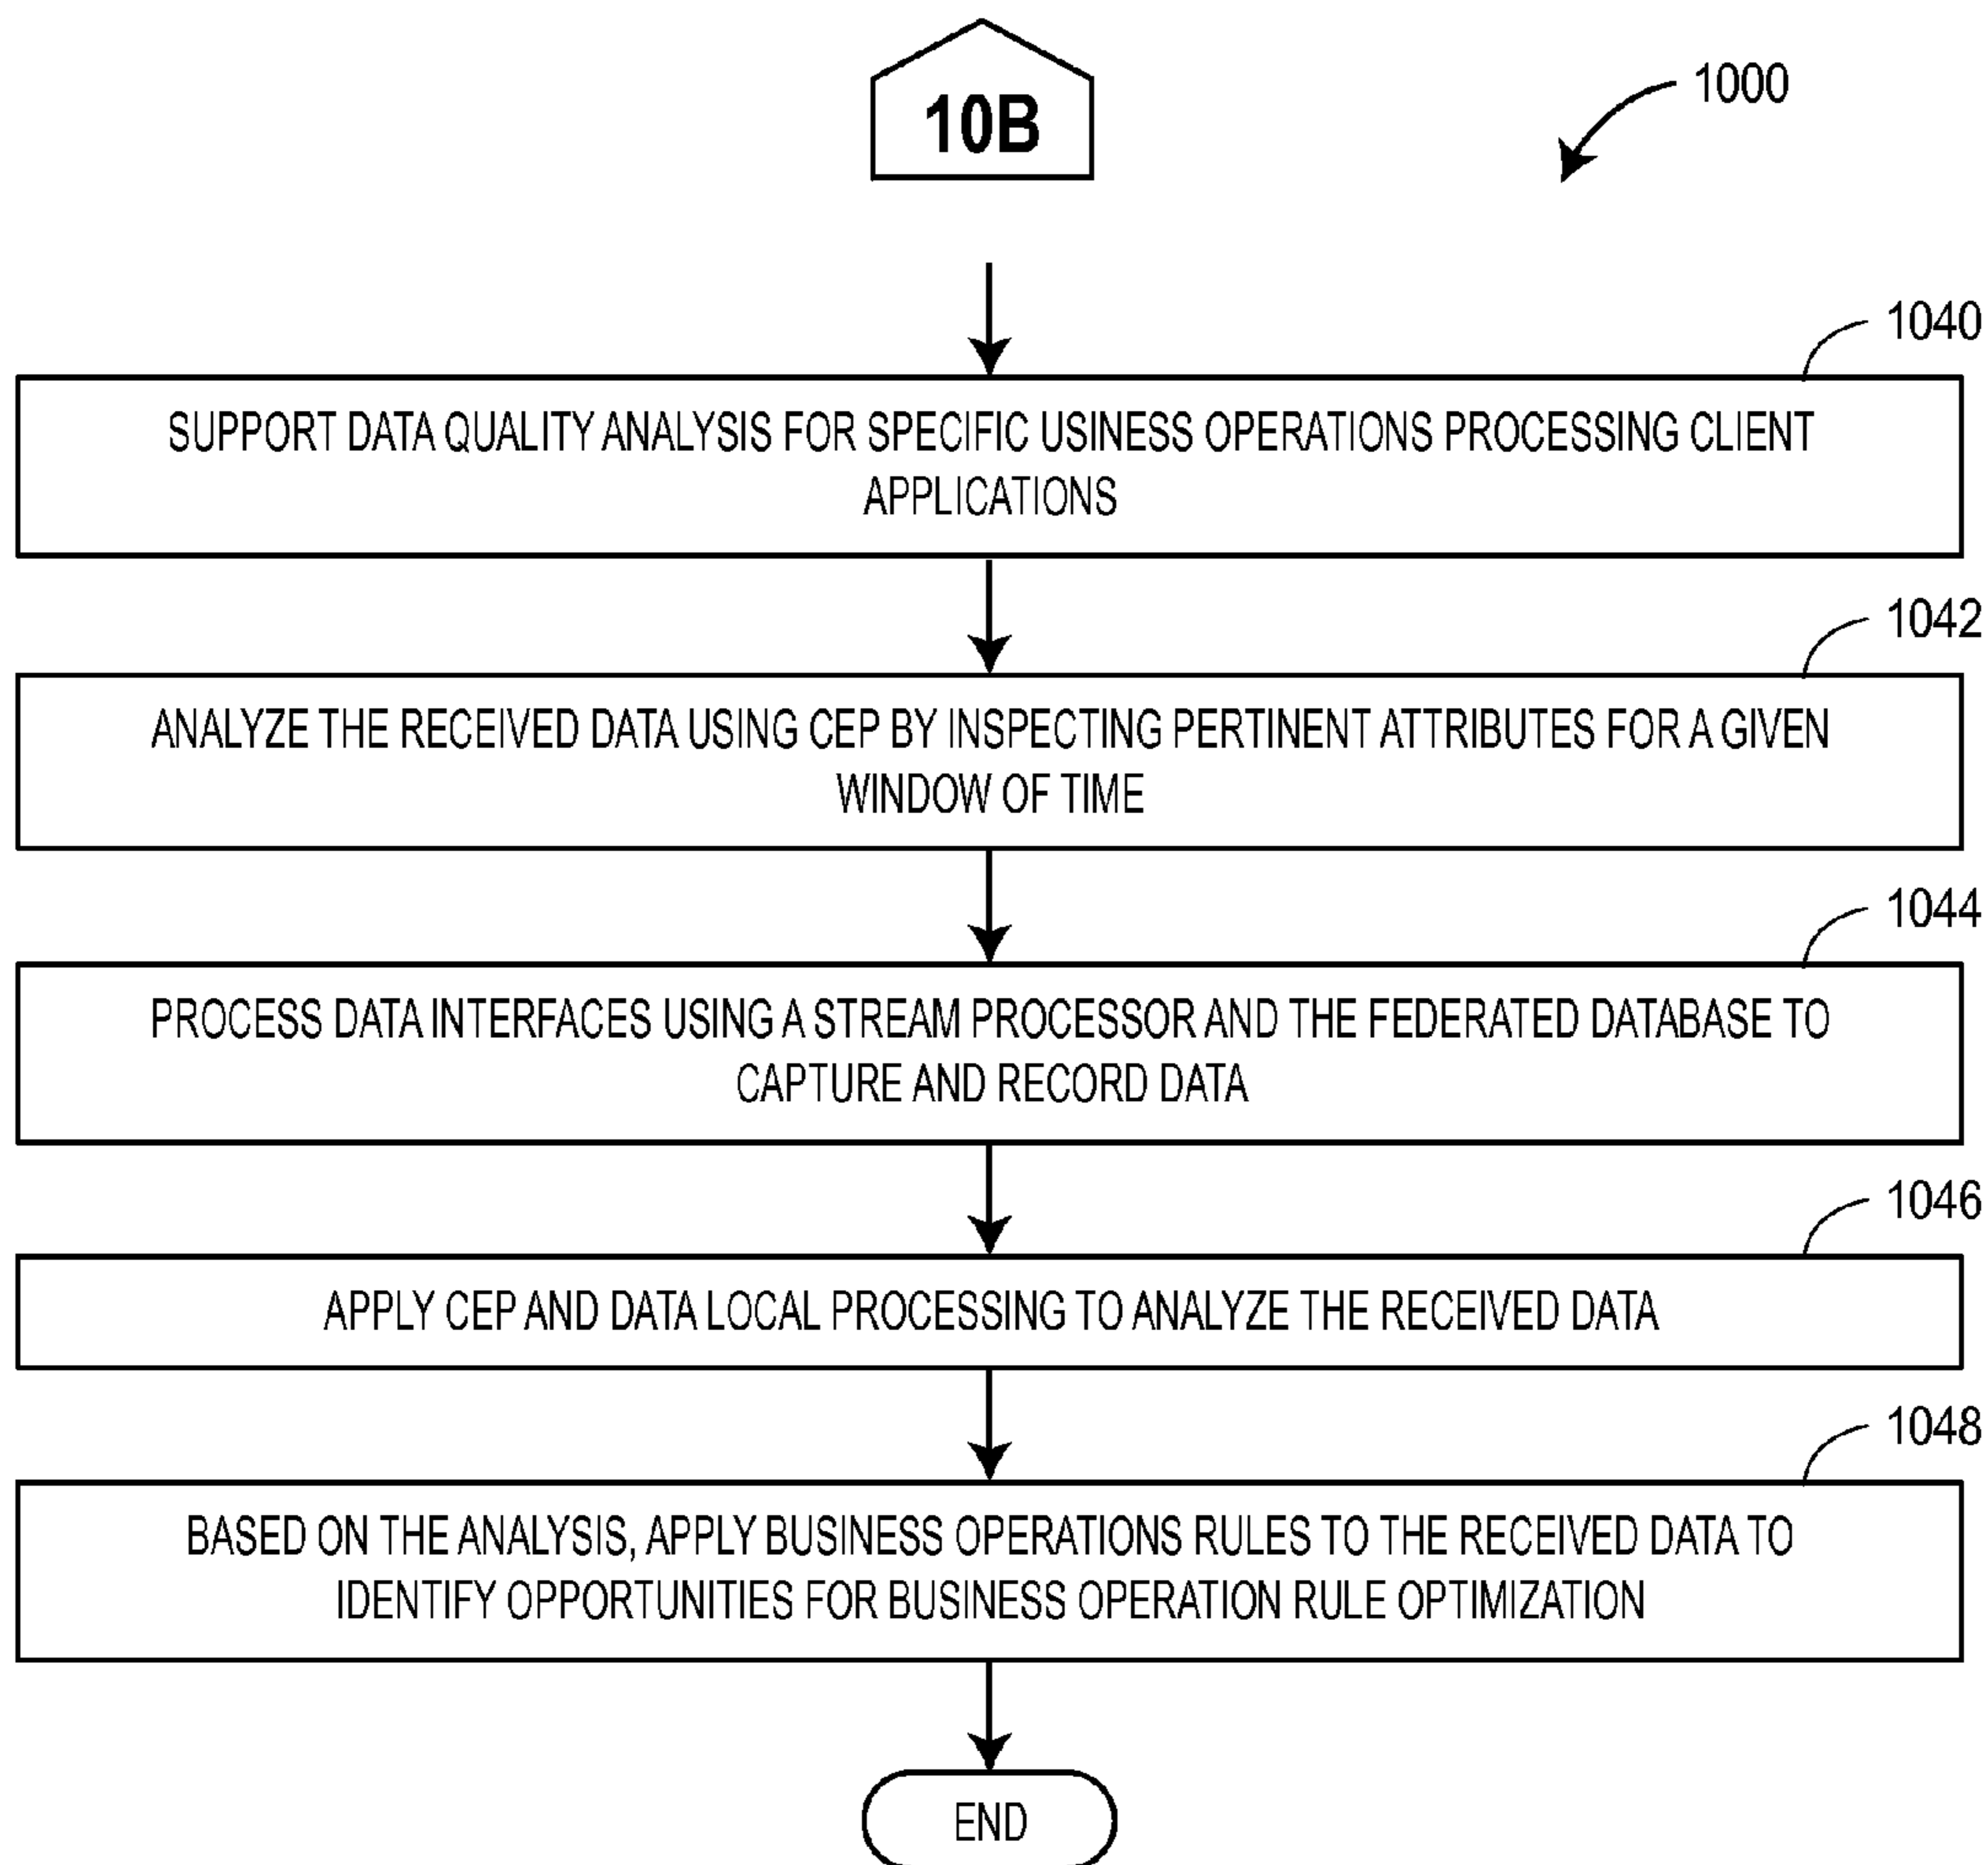 10B
1000
1040
SUPPORT DATA QUALITY ANALYSIS FOR SPECIFIC USINESS OPERATIONS PROCESSING CLIENT
APPLICATIONS
1042
ANALYZE THE RECEIVED DATA USING CEP BY INSPECTING PERTINENT ATTRIBUTES FOR A GIVEN
WINDOW OF TIME
1044
PROCESS DATA INTERFACES USING A STREAM PROCESSOR AND THE FEDERATED DATABASE TO
CAPTURE AND RECORD DATA
1046
APPLY CEP AND DATA LOCAL PROCESSING TO ANALYZE THE RECEIVED DATA
1048
BASED ON THE ANALYSIS, APPLY BUSINESS OPERATIONS RULES TO THE RECEIVED DATA TO
IDENTIFY OPPORTUNITIES FOR BUSINESS OPERATION RULE OPTIMIZATION
END